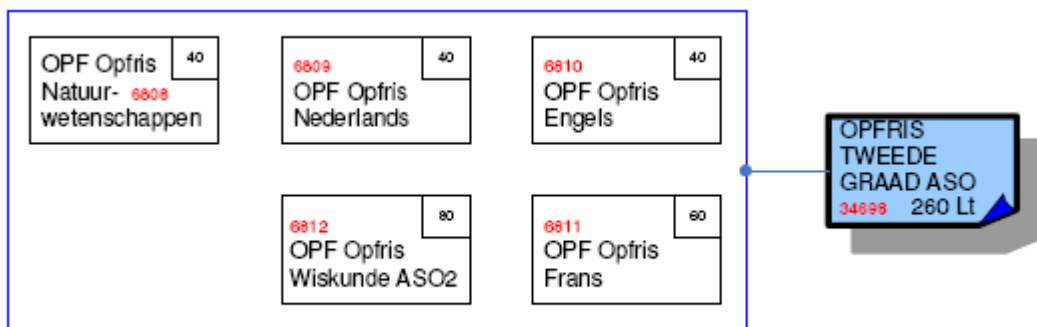 OPF Opfris 40
Natuur- 6808
wetenschappen
6809 40
OPF Opfris
Nederlands
6810 40
OPF Opfris
Engels
6812 80
OPF Opfris
Wiskunde ASO2
6811 60
OPF Opfris
Frans
OPFRIS
TWEEDE
GRAAD ASO
34698 260 Lt